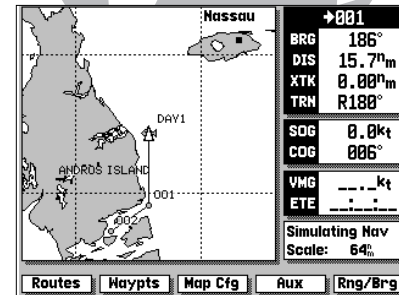 Nassau
DAY1
ANDROS ISLAND
001
002
→001
BRG 186°
DIS 15.7nm
XTK 0.00nm
TRN R180°
SOG 0.0kt
COG 006°
VMG __._kt
ETE __:__:__
Simulating Nav
Scale: 64nm
Routes Waypts Map Cfg Aux Rng/Brg